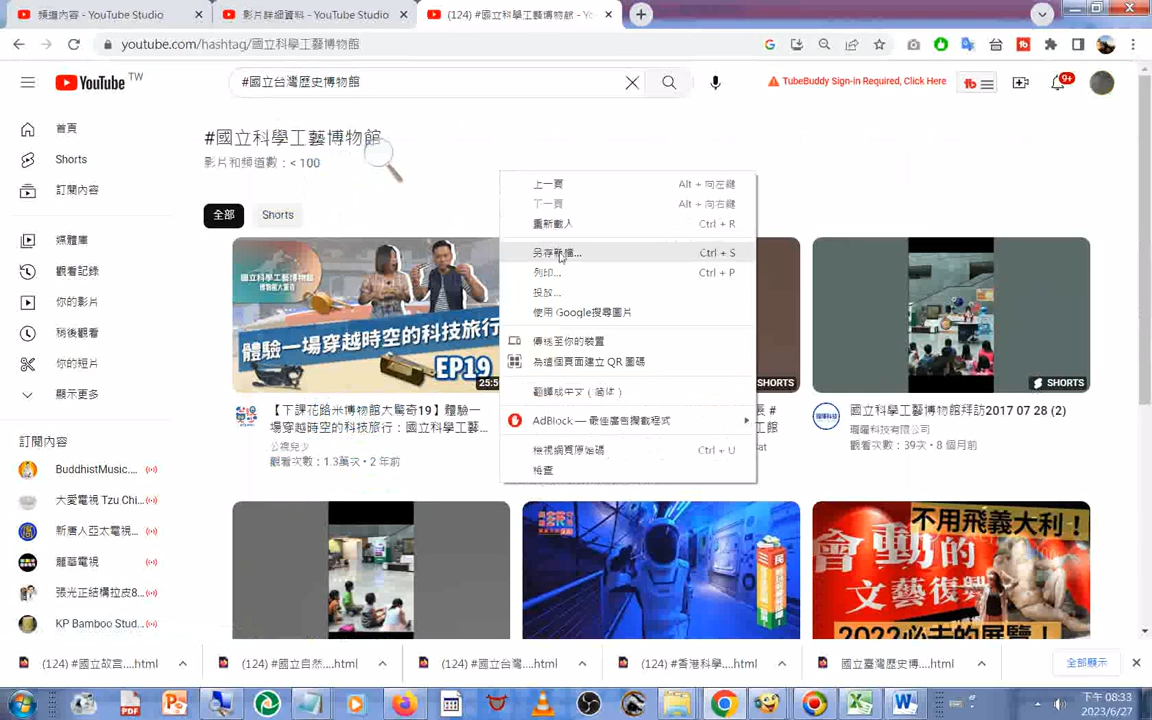 頻道內容 - YouTube Studio
影片詳細資料 - YouTube Studio
(124) #國立科學工藝博物館 - Yo
youtube.com/hashtag/國立科學工藝博物館
YouTube TW
#國立台灣歷史博物館
TubeBuddy Sign-in Required, Click Here
tb
9+
首頁
Shorts
訂閱內容
媒體庫
觀看記錄
你的影片
稍後觀看
你的短片
顯示更多
訂閱內容
BuddhistMusic....
大愛電視 Tzu Chi...
新唐人亞太電視...
龍華電視
張光正結構拉皮8...
KP Bamboo Stud...
#國立科學工藝博物館
影片和頻道數：< 100
全部
Shorts
國立科學工藝博物館
博物館大驚奇
體驗一場穿越時空的科技旅行
EP19
25:5
【下課花路米博物館大驚奇19】體驗一
場穿越時空的科技旅行：國立科學工藝...
公視兒少
觀看次數：1.3萬次 • 2 年前
上一頁 Alt + 向左鍵
下一頁 Alt + 向右鍵
重新載入 Ctrl + R
另存新檔... Ctrl + S
列印... Ctrl + P
投放...
使用 Google搜尋圖片
傳送至你的裝置
為這個頁面建立 QR 圖碼
翻譯成中文（简体）
AdBlock — 最佳廣告攔截程式
檢視網頁原始碼 Ctrl + U
檢查
SHORTS
SHORTS
國立科學工藝博物館拜訪2017 07 28 (2)
觀看次數：39次 • 8 個月前
不用飛義大利！
會動的
文藝復興
2022必去的展覽！
(124) #國立故宮....html
(124) #國立自然....html
(124) #國立台灣....html
(124) #香港科學....html
國立臺灣歷史博....html
全部顯示
下午 08:33
2023/6/27